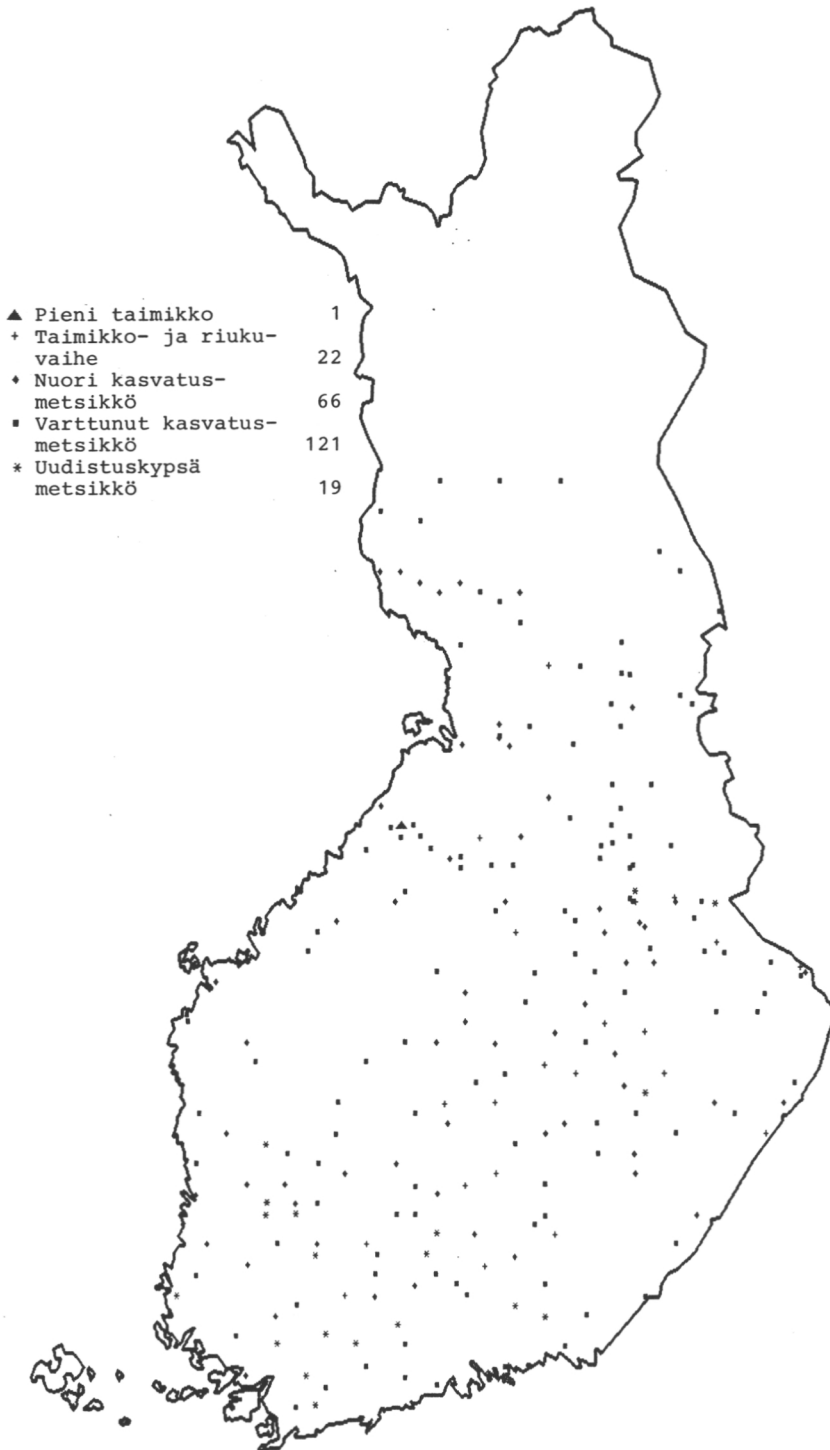 ▲ Pieni taimikko 1
+ Taimikko- ja riuku-
vaihe 22
♦ Nuori kasvatus-
metsikkö 66
▪ Varttunut kasvatus-
metsikkö 121
* Uudistuskypsä
metsikkö 19